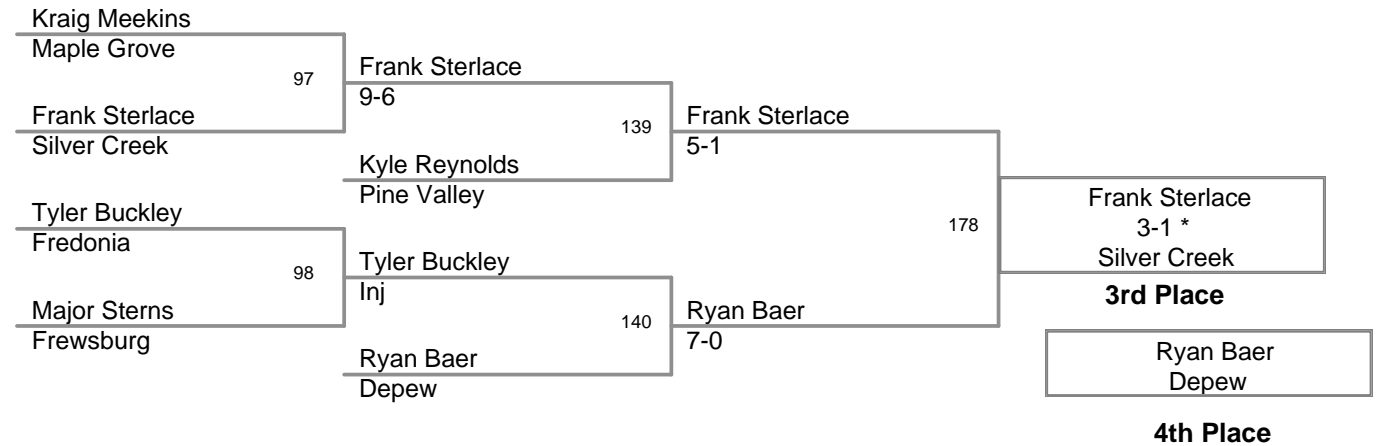 Kraig Meekins
Maple Grove
97
Frank Sterlace
9-6
Frank Sterlace
Silver Creek
139
Frank Sterlace
5-1
Kyle Reynolds
Pine Valley
Tyler Buckley
Fredonia
98
Tyler Buckley
Inj
Major Sterns
Frewsburg
140
Ryan Baer
7-0
Ryan Baer
Depew
178
Frank Sterlace
3-1 *
Silver Creek
3rd Place
Ryan Baer
Depew
4th Place